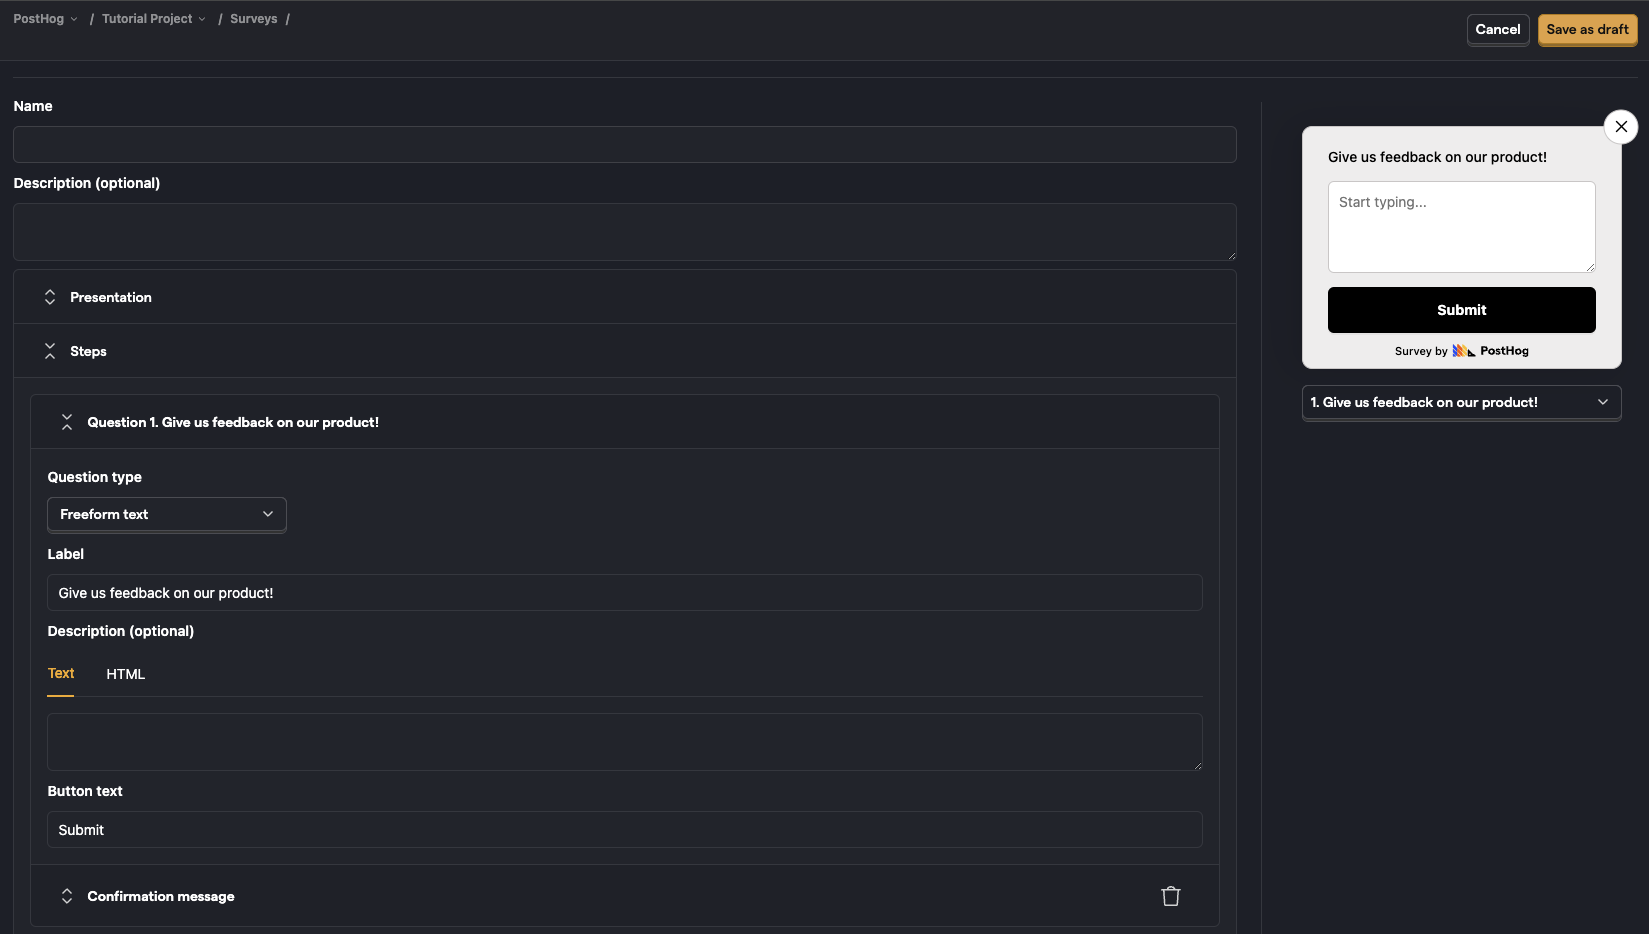 PostHog / Tutorial Project / Surveys /
Cancel
Save as draft
Name
Description (optional)
Presentation
Steps
Question 1. Give us feedback on our product!
Question type
Freeform text
Label
Give us feedback on our product!
Description (optional)
Text HTML
Button text
Submit
Confirmation message
Give us feedback on our product!
Start typing...
Submit
Survey by PostHog
1. Give us feedback on our product!